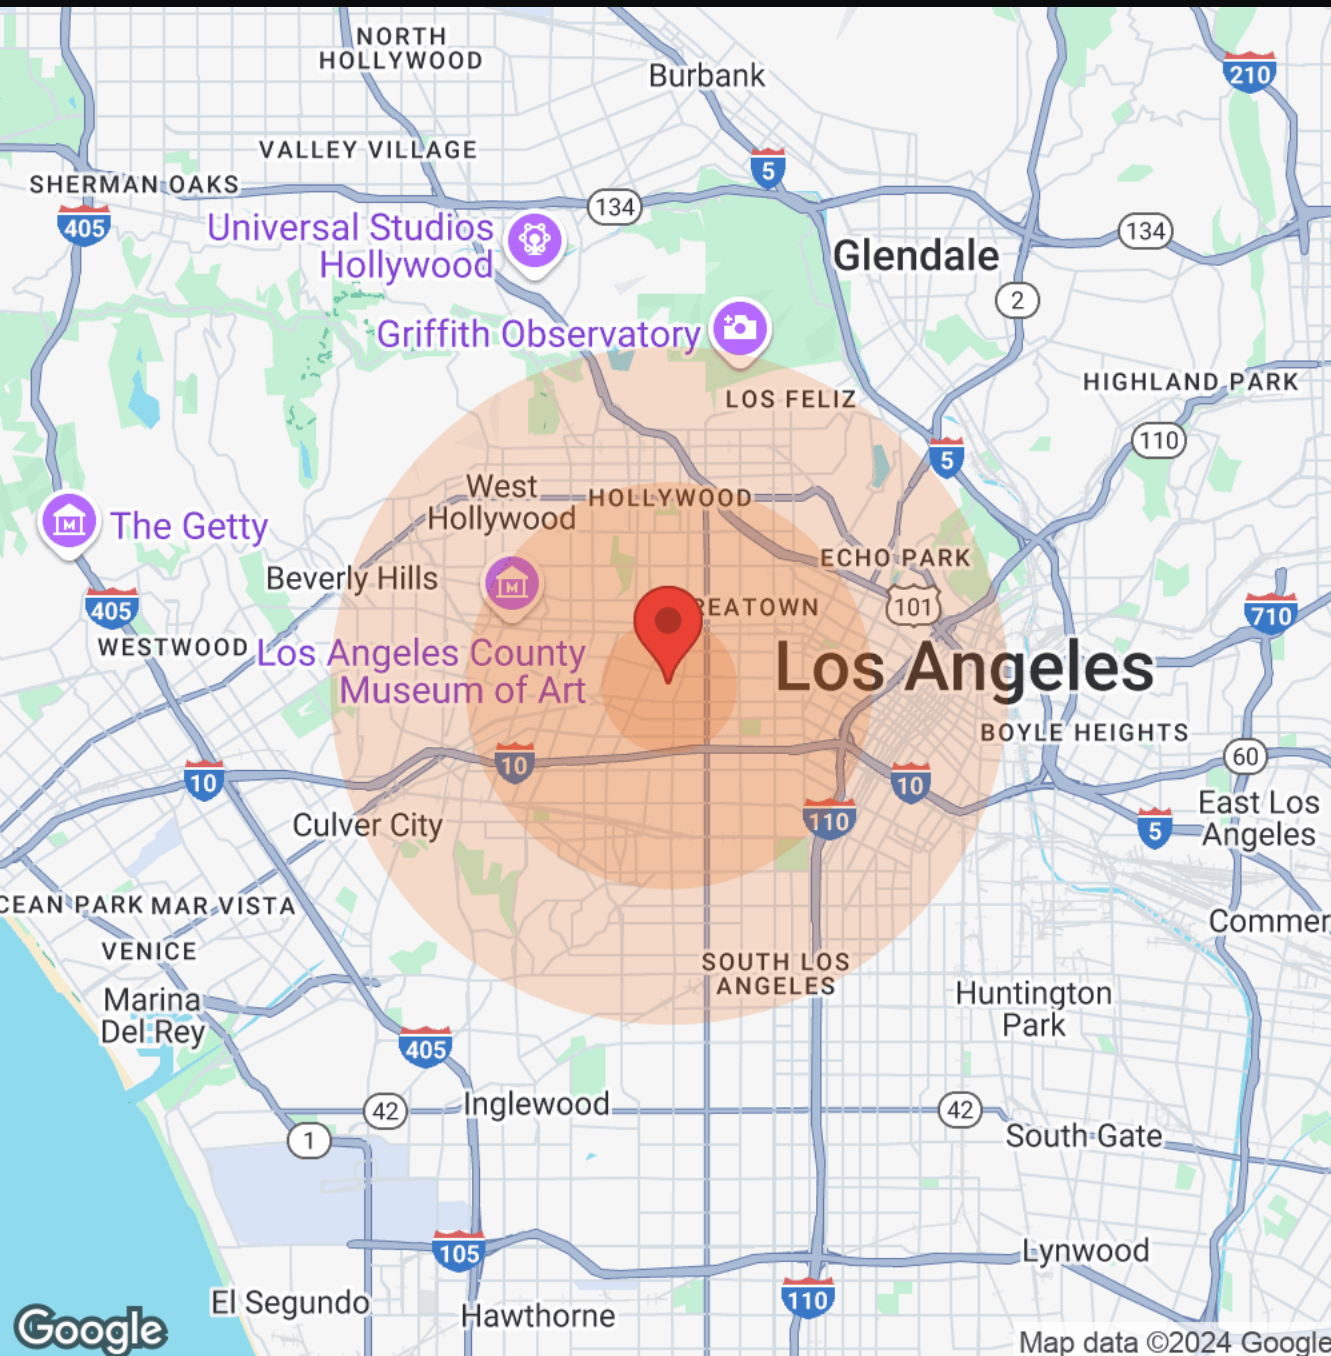 NORTH
HOLLYWOOD
Burbank
210
VALLEY VILLAGE
5
SHERMAN OAKS
134
405
Universal Studios
Hollywood
134
Glendale
2
Griffith Observatory
HIGHLAND PARK
LOS FELIZ
110
5
West
Hollywood
HOLLYWOOD
The Getty
ECHO PARK
Beverly Hills
405
REATOWN
101
710
WESTWOOD
Los Angeles County
Museum of Art
Los Angeles
BOYLE HEIGHTS
60
10
10
10
110
East Los
Angeles
5
Culver City
CEAN PARK
MAR VISTA
Commer
VENICE
SOUTH LOS
ANGELES
Marina
Del Rey
Huntington
Park
405
42
Inglewood
42
1
South Gate
105
Lynwood
El Segundo
110
Hawthorne
Google
Map data ©2024 Google